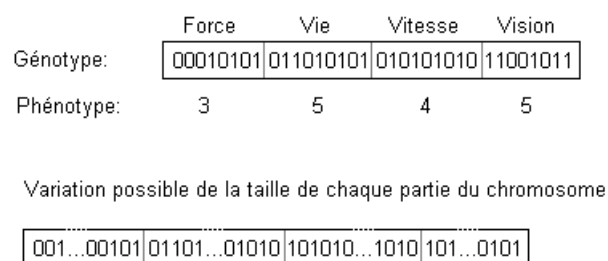 Force Vie Vitesse Vision
Génotype: 00010101 011010101 010101010 11001011
Phénotype: 3 5 4 5
Variation possible de la taille de chaque partie du chromosome
001...00101 01101...01010 101010...1010 101...0101